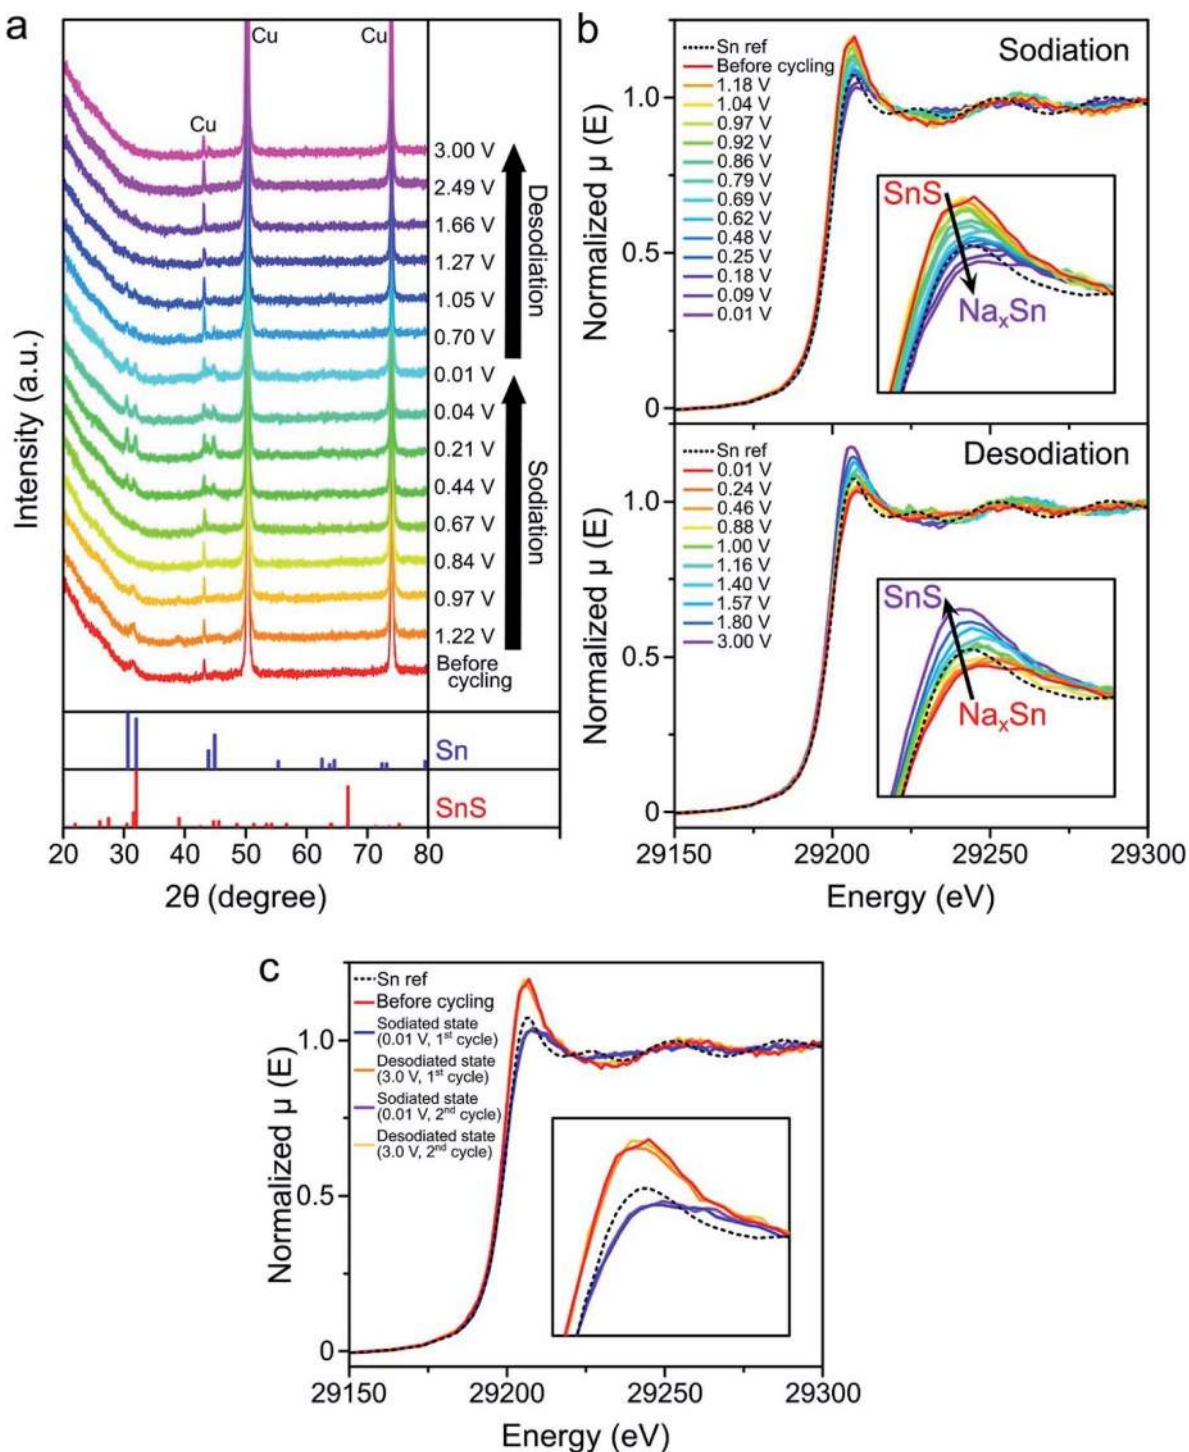 a
Cu
Cu
Cu
3.00 V
2.49 V
1.66 V
1.27 V
1.05 V
0.70 V
0.01 V
0.04 V
0.21 V
0.44 V
0.67 V
0.84 V
0.97 V
1.22 V
Before
cycling
Desodiation
Sodiation
Intensity (a.u.)
Sn
SnS
20 30 40 50 60 70 80
2θ (degree)
b
Sodiation
Sn ref
Before cycling
1.18 V
1.04 V
0.97 V
0.92 V
0.86 V
0.79 V
0.69 V
0.62 V
0.48 V
0.25 V
0.18 V
0.09 V
0.01 V
SnS
NaₓSn
1.0
0.5
0
Normalized μ (E)
Desodiation
Sn ref
0.01 V
0.24 V
0.46 V
0.88 V
1.00 V
1.16 V
1.40 V
1.57 V
1.80 V
3.00 V
SnS
NaₓSn
1.0
0.5
0
Normalized μ (E)
29150 29200 29250 29300
Energy (eV)
c
Sn ref
Before cycling
Sodiated state
(0.01 V, 1st cycle)
Desodiated state
(3.0 V, 1st cycle)
Sodiated state
(0.01 V, 2nd cycle)
Desodiated state
(3.0 V, 2nd cycle)
1.0
0.5
0
Normalized μ (E)
29150 29200 29250 29300
Energy (eV)